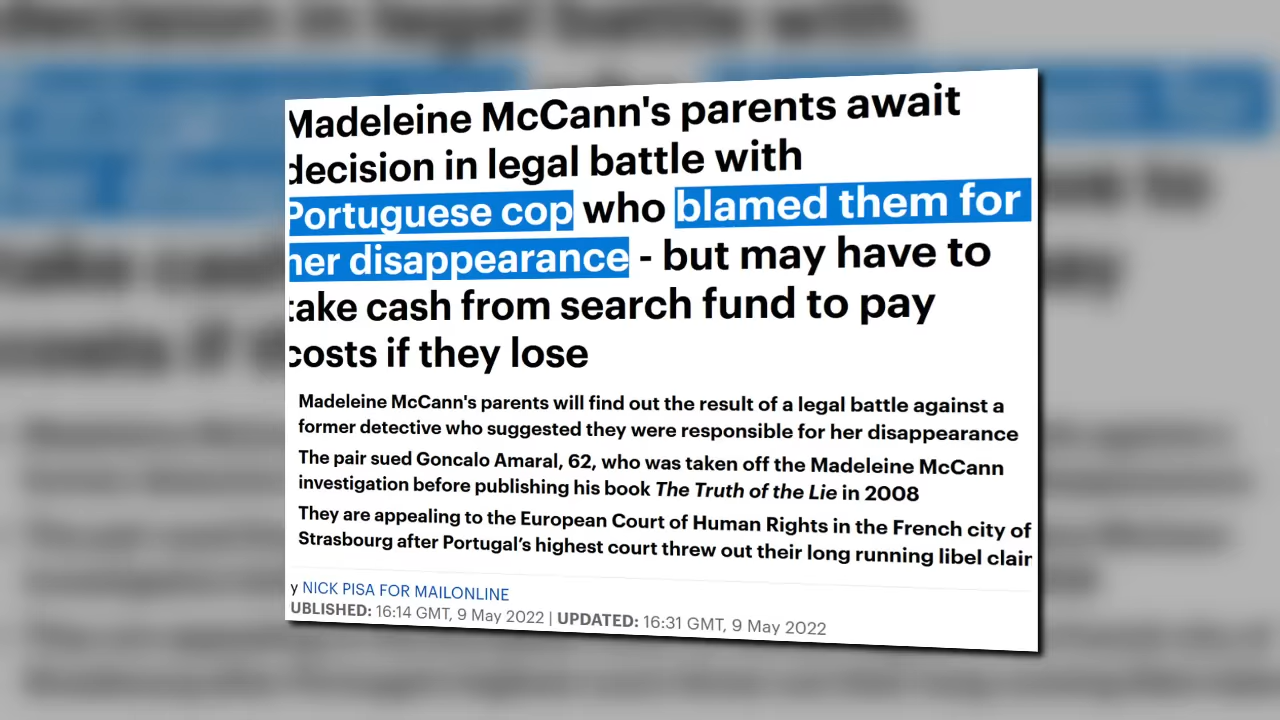 Madeleine McCann's parents await
decision in legal battle with
Portuguese cop who blamed them for
her disappearance - but may have to
take cash from search fund to pay
costs if they lose
Madeleine McCann's parents will find out the result of a legal battle against a
former detective who suggested they were responsible for her disappearance
The pair sued Goncalo Amaral, 62, who was taken off the Madeleine McCann
investigation before publishing his book The Truth of the Lie in 2008
They are appealing to the European Court of Human Rights in the French city of
Strasbourg after Portugal's highest court threw out their long running libel clair
y NICK PISA FOR MAILONLINE
UBLISHED: 16:14 GMT, 9 May 2022 | UPDATED: 16:31 GMT, 9 May 2022